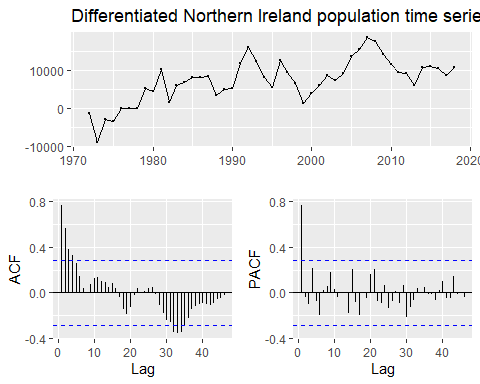 Differentiated Northern Ireland population time serie
10000
0
-10000
1970 1980 1990 2000 2010 2020
0.8
0.4
0.0
-0.4
ACF
0 10 20 30 40
Lag
0.8
0.4
0.0
-0.4
PACF
0 10 20 30 40
Lag